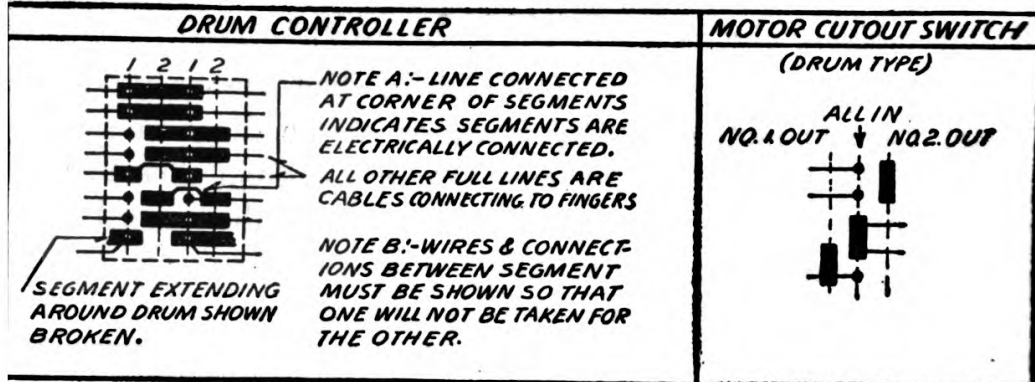 DRUM CONTROLLER
1 2 1 2
NOTE A:- LINE CONNECTED
AT CORNER OF SEGMENTS
INDICATES SEGMENTS ARE
ELECTRICALLY CONNECTED.
ALL OTHER FULL LINES ARE
CABLES CONNECTING TO FINGERS
NOTE B:- WIRES & CONNECT-
IONS BETWEEN SEGMENT
MUST BE SHOWN SO THAT
ONE WILL NOT BE TAKEN FOR
THE OTHER.
SEGMENT EXTENDING
AROUND DRUM SHOWN
BROKEN.
MOTOR CUTOUT SWITCH
(DRUM TYPE)
ALL IN
NO.1.OUT NO.2.OUT